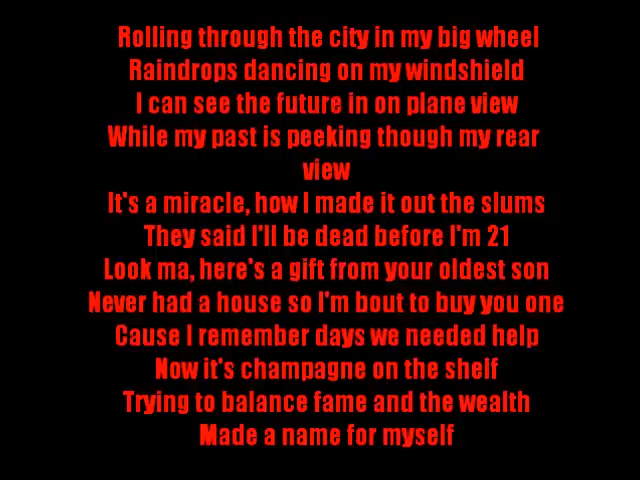 Rolling through the city in my big wheel
Raindrops dancing on my windshield
I can see the future in on plane view
While my past is peeking though my rear
view
It's a miracle, how I made it out the slums
They said I'll be dead before I'm 21
Look ma, here's a gift from your oldest son
Never had a house so I'm bout to buy you one
Cause I remember days we needed help
Now it's champagne on the shelf
Trying to balance fame and the wealth
Made a name for myself